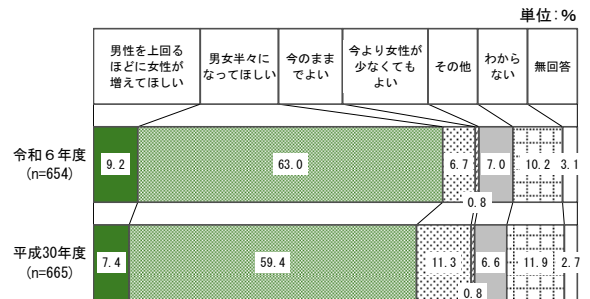 単位：％
男性を上回る
ほどに女性が
増えてほしい
男女半々に
なってほしい
今のまま
でよい
今より女性が
少なくても
よい
その他
わから
ない
無回答
令和６年度
(n=654)
9.2
63.0
6.7
0.8
7.0
10.2
3.1
平成30年度
(n=665)
7.4
59.4
11.3
0.8
6.6
11.9
2.7